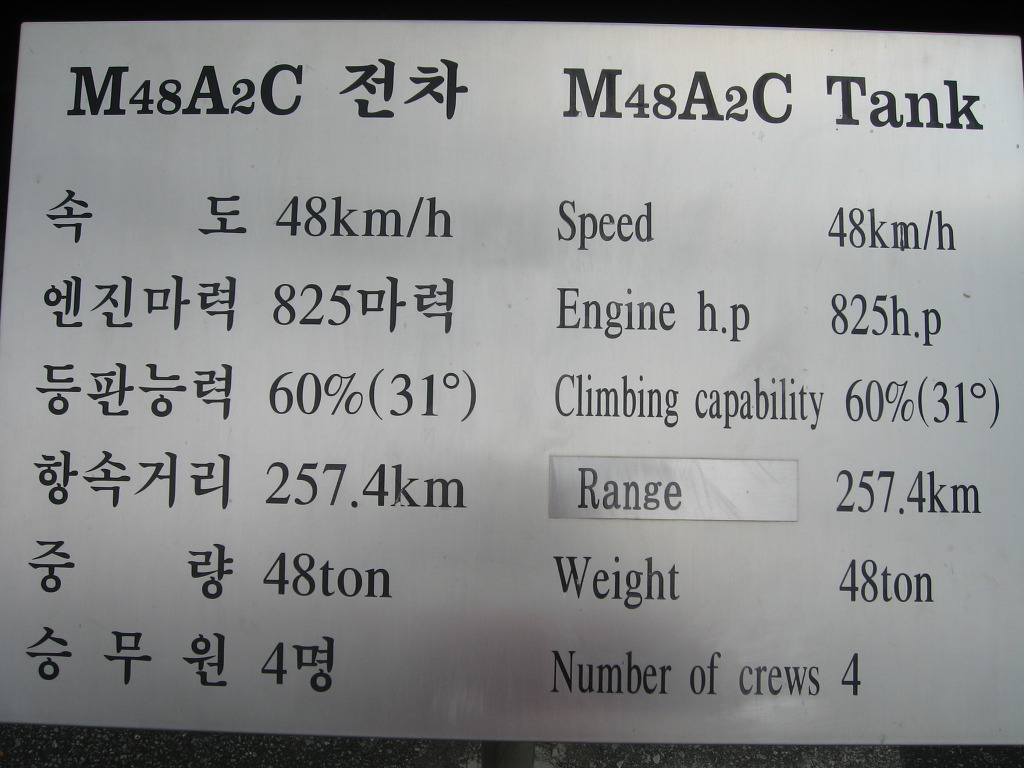 M48A2C 전차
속 도 48km/h
엔진마력 825마력
등판능력 60%(31°)
항속거리 257.4km
중 량 48ton
승 무 원 4명
M48A2C Tank
Speed 48km/h
Engine h.p 825h.p
Climbing capability 60%(31°)
Range 257.4km
Weight 48ton
Number of crews 4